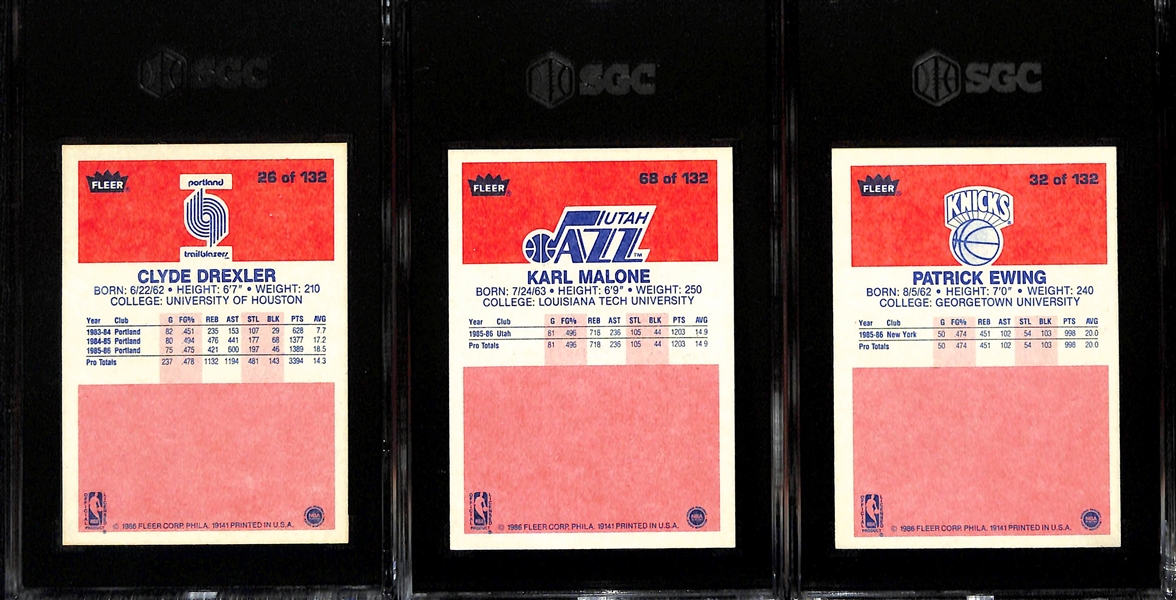 SGC
FLEER
26 of 132
portland
trailblazers
CLYDE DREXLER
BORN: 6/22/62 • HEIGHT: 6'7" • WEIGHT: 210
COLLEGE: UNIVERSITY OF HOUSTON
Year Club G FG% REB AST STL BLK PTS AVG
1983-84 Portland 82 .451 235 153 107 29 628 7.7
1984-85 Portland 80 .494 476 441 177 68 1377 17.2
1985-86 Portland 75 .475 421 600 197 46 1389 18.5
Pro Totals 237 .478 1132 1194 481 143 3394 14.3
© 1986 FLEER CORP. PHILA. 19141 PRINTED IN U.S.A.
SGC
FLEER
68 of 132
UTAH
JAZZ
TM
KARL MALONE
BORN: 7/24/63 • HEIGHT: 6'9" • WEIGHT: 250
COLLEGE: LOUISIANA TECH UNIVERSITY
Year Club G FG% REB AST STL BLK PTS AVG
1985-86 Utah 81 .496 718 236 105 44 1203 14.9
Pro Totals 81 .496 718 236 105 44 1203 14.9
© 1986 FLEER CORP. PHILA. 19141 PRINTED IN U.S.A.
SGC
FLEER
32 of 132
KNICKS
PATRICK EWING
BORN: 8/5/62 • HEIGHT: 7'0" • WEIGHT: 240
COLLEGE: GEORGETOWN UNIVERSITY
Year Club G FG% REB AST STL BLK PTS AVG
1985-86 New York 50 .474 451 102 54 103 998 20.0
Pro Totals 50 .474 451 102 54 103 998 20.0
© 1986 FLEER CORP. PHILA. 19141 PRINTED IN U.S.A.